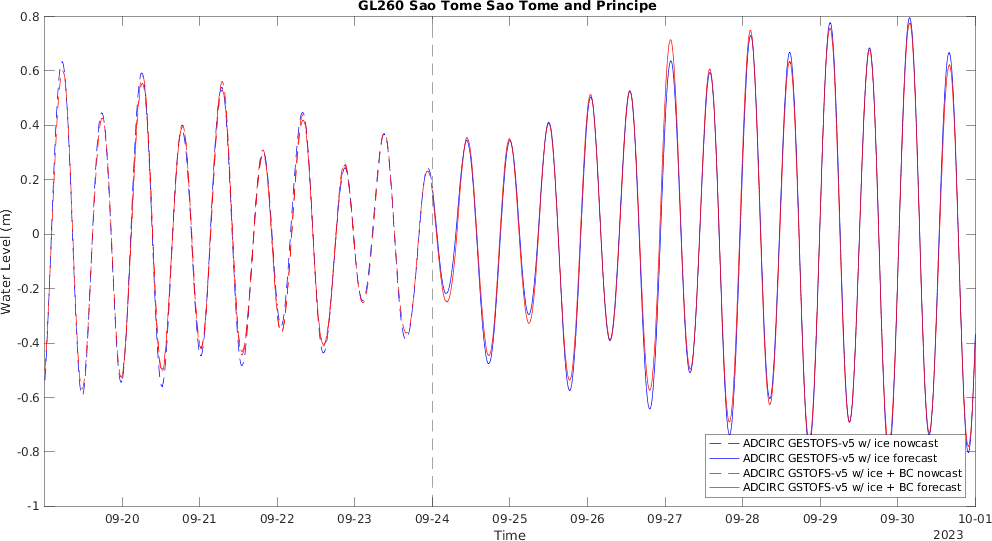 GL260 Sao Tome Sao Tome and Principe
0.8
0.6
0.4
0.2
0
-0.2
-0.4
-0.6
-0.8
-1
Water Level (m)
ADCIRC GESTOFS-v5 w/ ice nowcast
ADCIRC GESTOFS-v5 w/ ice forecast
ADCIRC GSTOFS-v5 w/ ice + BC nowcast
ADCIRC GSTOFS-v5 w/ ice + BC forecast
09-20 09-21 09-22 09-23 09-24 09-25 09-26 09-27 09-28 09-29 09-30 10-01
Time
2023